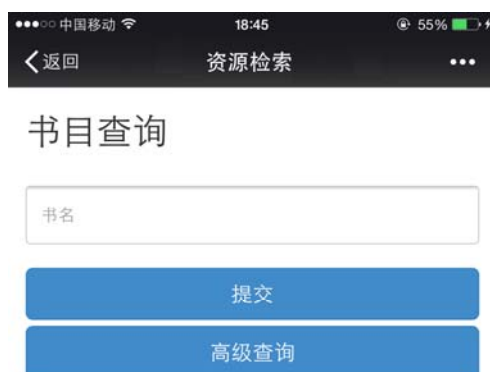 中国移动 18:45 55%
返回 资源检索
书目查询
书名
提交
高级查询